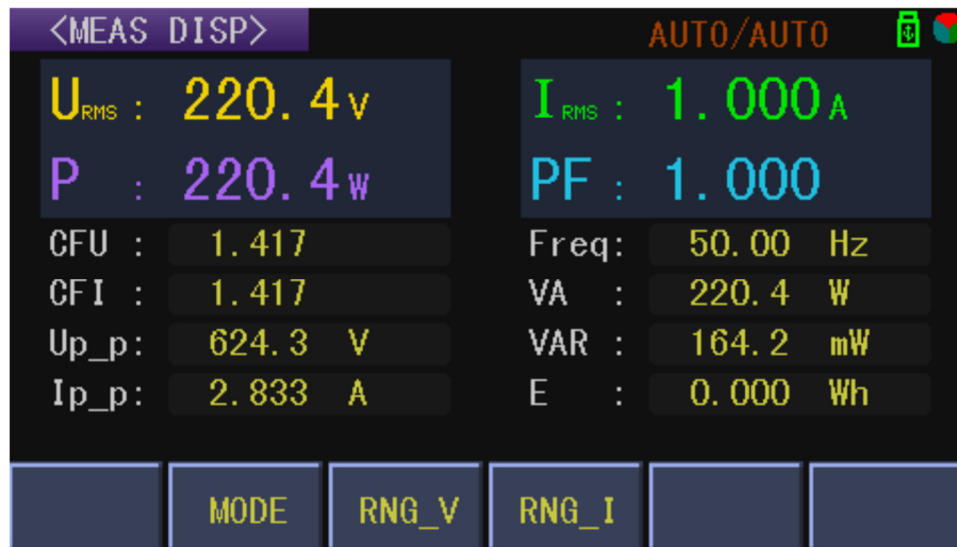 <MEAS DISP> AUTO/AUTO
URMS : 220.4 V IRMS : 1.000 A
P : 220.4 W PF : 1.000
CFU : 1.417 Freq: 50.00 Hz
CFI : 1.417 VA : 220.4 W
Up_p: 624.3 V VAR : 164.2 mW
Ip_p: 2.833 A E : 0.000 Wh
MODE RNG_V RNG_I